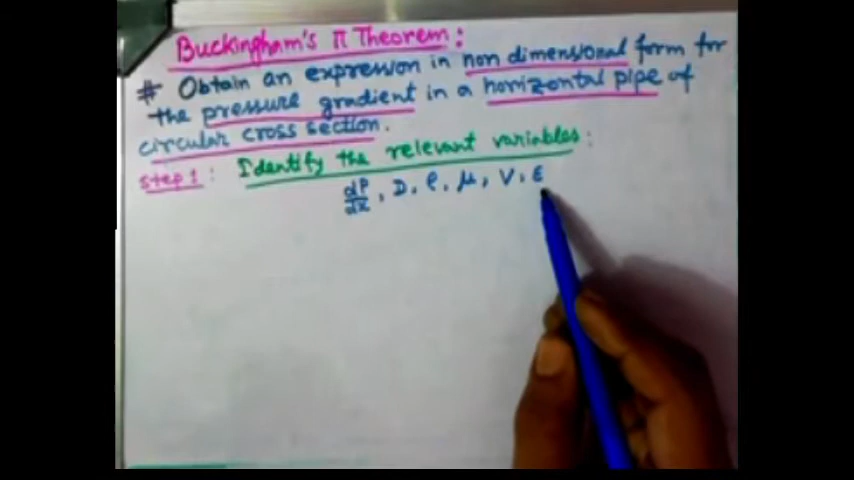 Buckingham's π Theorem:
# Obtain an expression in non dimensional form for
the pressure gradient in a horizontal pipe of
circular cross section.
Step 1: Identify the relevant variables:
dP/dx, D, ρ, μ, V, ε